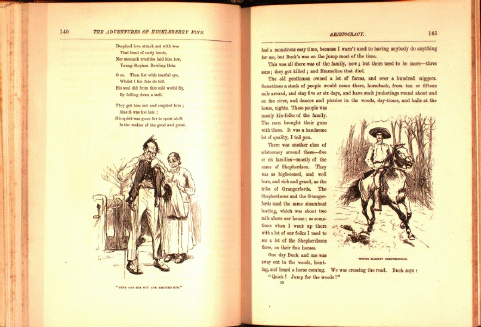 140 THE ADVENTURES OF HUCKLEBERRY FINN.
Despised love struck not with woe
That head of curly knots,
Nor stomach troubles laid him low,
Young Stephen Dowling Bots.
O no. Then list with tearful eye,
Whilst I his fate do tell.
His soul did from this cold world fly,
By falling down a well.
They got him out and emptied him;
Alas it was too late;
His spirit was gone for to sport aloft
In the realms of the good and great.
"THEY GOT HIM OUT AND EMPTIED HIM."
ARISTOCRACY. 145
had a monstrous easy time, because I warn't used to having anybody do anything
for me, but Buck's was on the jump most of the time.
This was all there was of the family, now; but there used to be more—three
sons; they got killed; and Emmeline that died.
The old gentleman owned a lot of farms, and over a hundred niggers.
Sometimes a stack of people would come there, horseback, from ten or fifteen
mile around, and stay five or six days, and have such junketings round about and
on the river, and dances and picnics in the woods, day-times, and balls at the
house, nights. These people was
mostly kin-folks of the family.
The men brought their guns
with them. It was a handsome
lot of quality, I tell you.
There was another clan of
aristocracy around there—five
or six families—mostly of the
name of Shepherdson. They
was as high-toned, and well
born, and rich and grand, as the
tribe of Grangerfords. The
Shepherdsons and the Granger-
fords used the same steamboat
landing, which was about two
mile above our house; so some-
times when I went up there
with a lot of our folks I used to
see a lot of the Shepherdsons
there, on their fine horses.
One day Buck and me was
away out in the woods, hunt-
ing, and heard a horse coming. We was crossing the road. Buck says:
"Quick! Jump for the woods!"
10